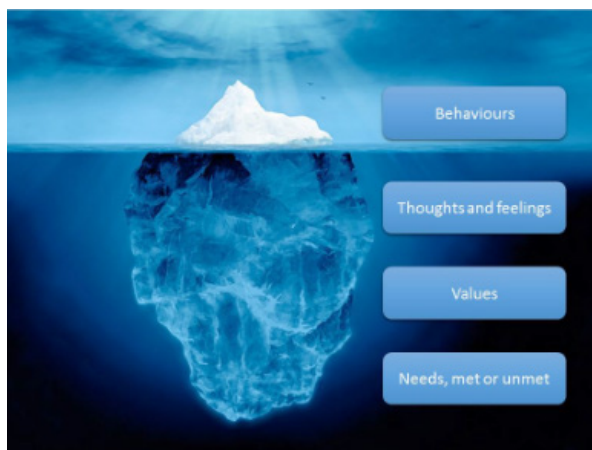 Behaviours
Thoughts and feelings
Values
Needs, met or unmet